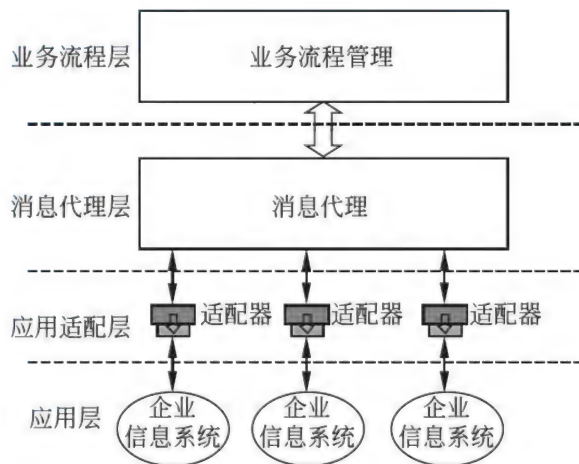 业务流程层
业务流程管理
消息代理层
消息代理
应用适配层
适配器
适配器
适配器
应用层
企业
信息系统
企业
信息系统
企业
信息系统